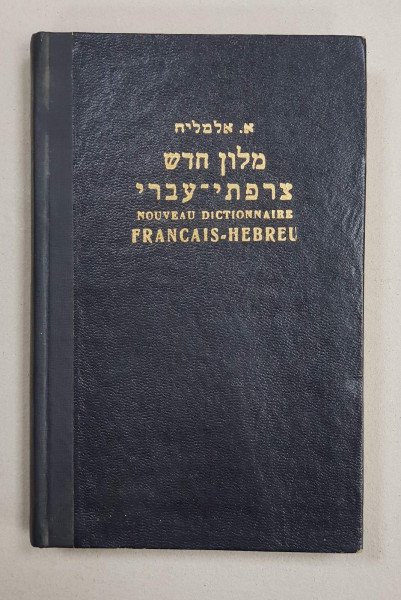 א. אלמליח
מלון חדש
צרפתי־עברי
NOUVEAU DICTIONNAIRE
FRANCAIS-HEBREU